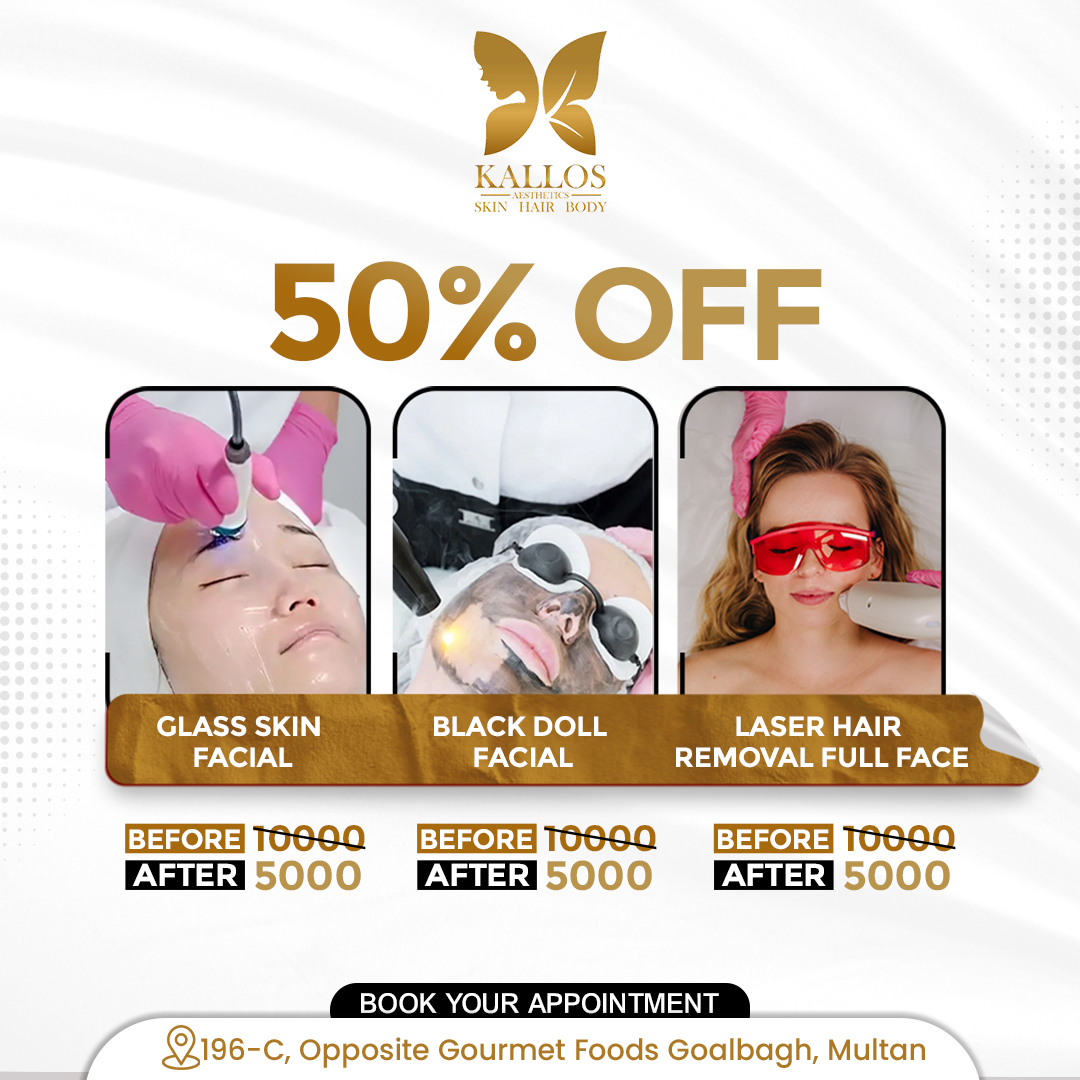 KALLOS
AESTHETICS
SKIN HAIR BODY
50% OFF
GLASS SKIN
FACIAL
BLACK DOLL
FACIAL
LASER HAIR
REMOVAL FULL FACE
BEFORE 10000
AFTER 5000
BEFORE 10000
AFTER 5000
BEFORE 10000
AFTER 5000
BOOK YOUR APPOINTMENT
196-C, Opposite Gourmet Foods Goalbagh, Multan